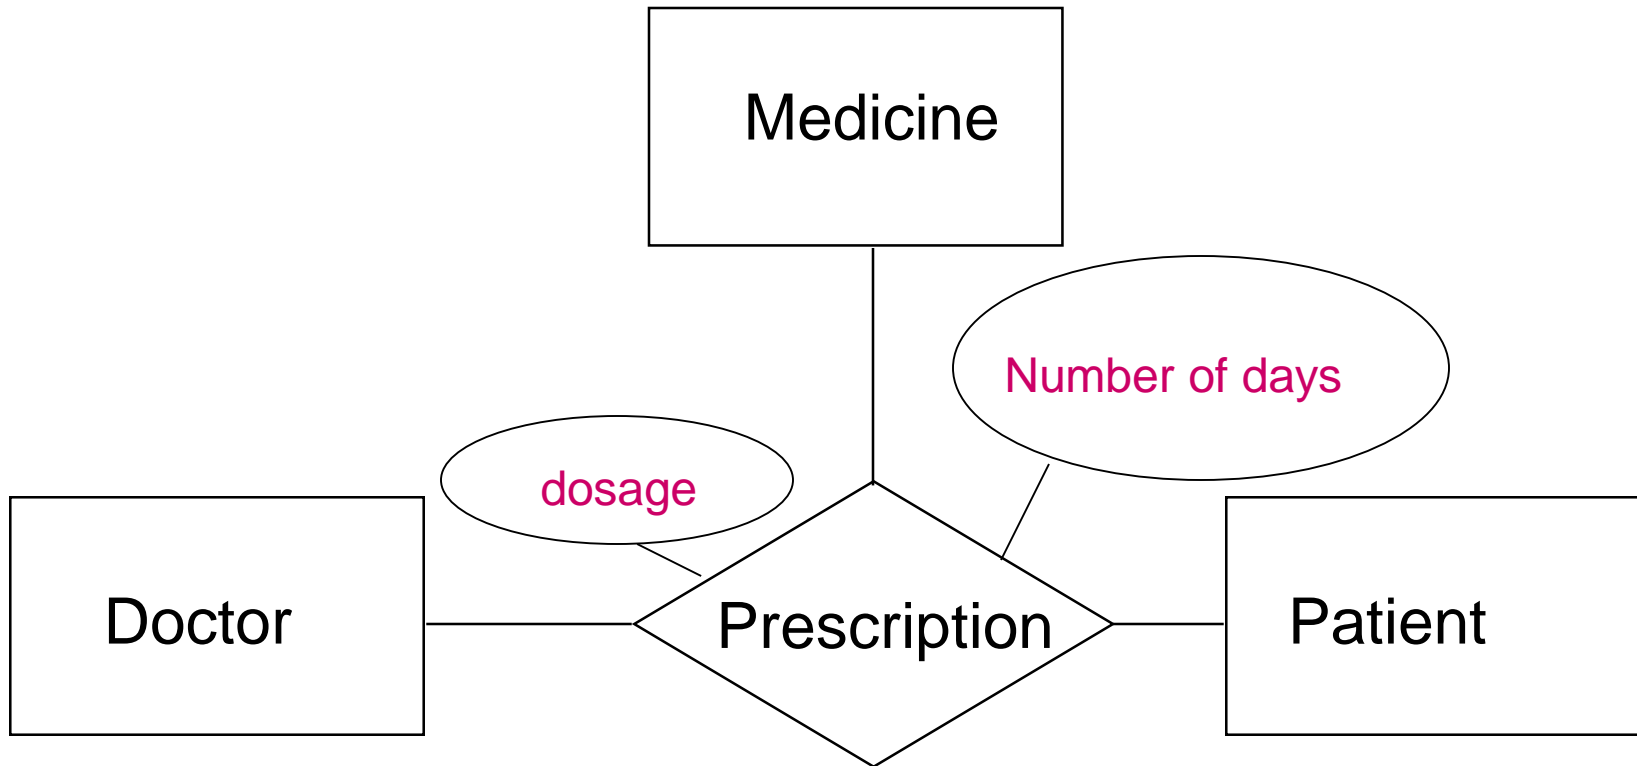 Medicine
Number of days
dosage
Doctor
Prescription
Patient